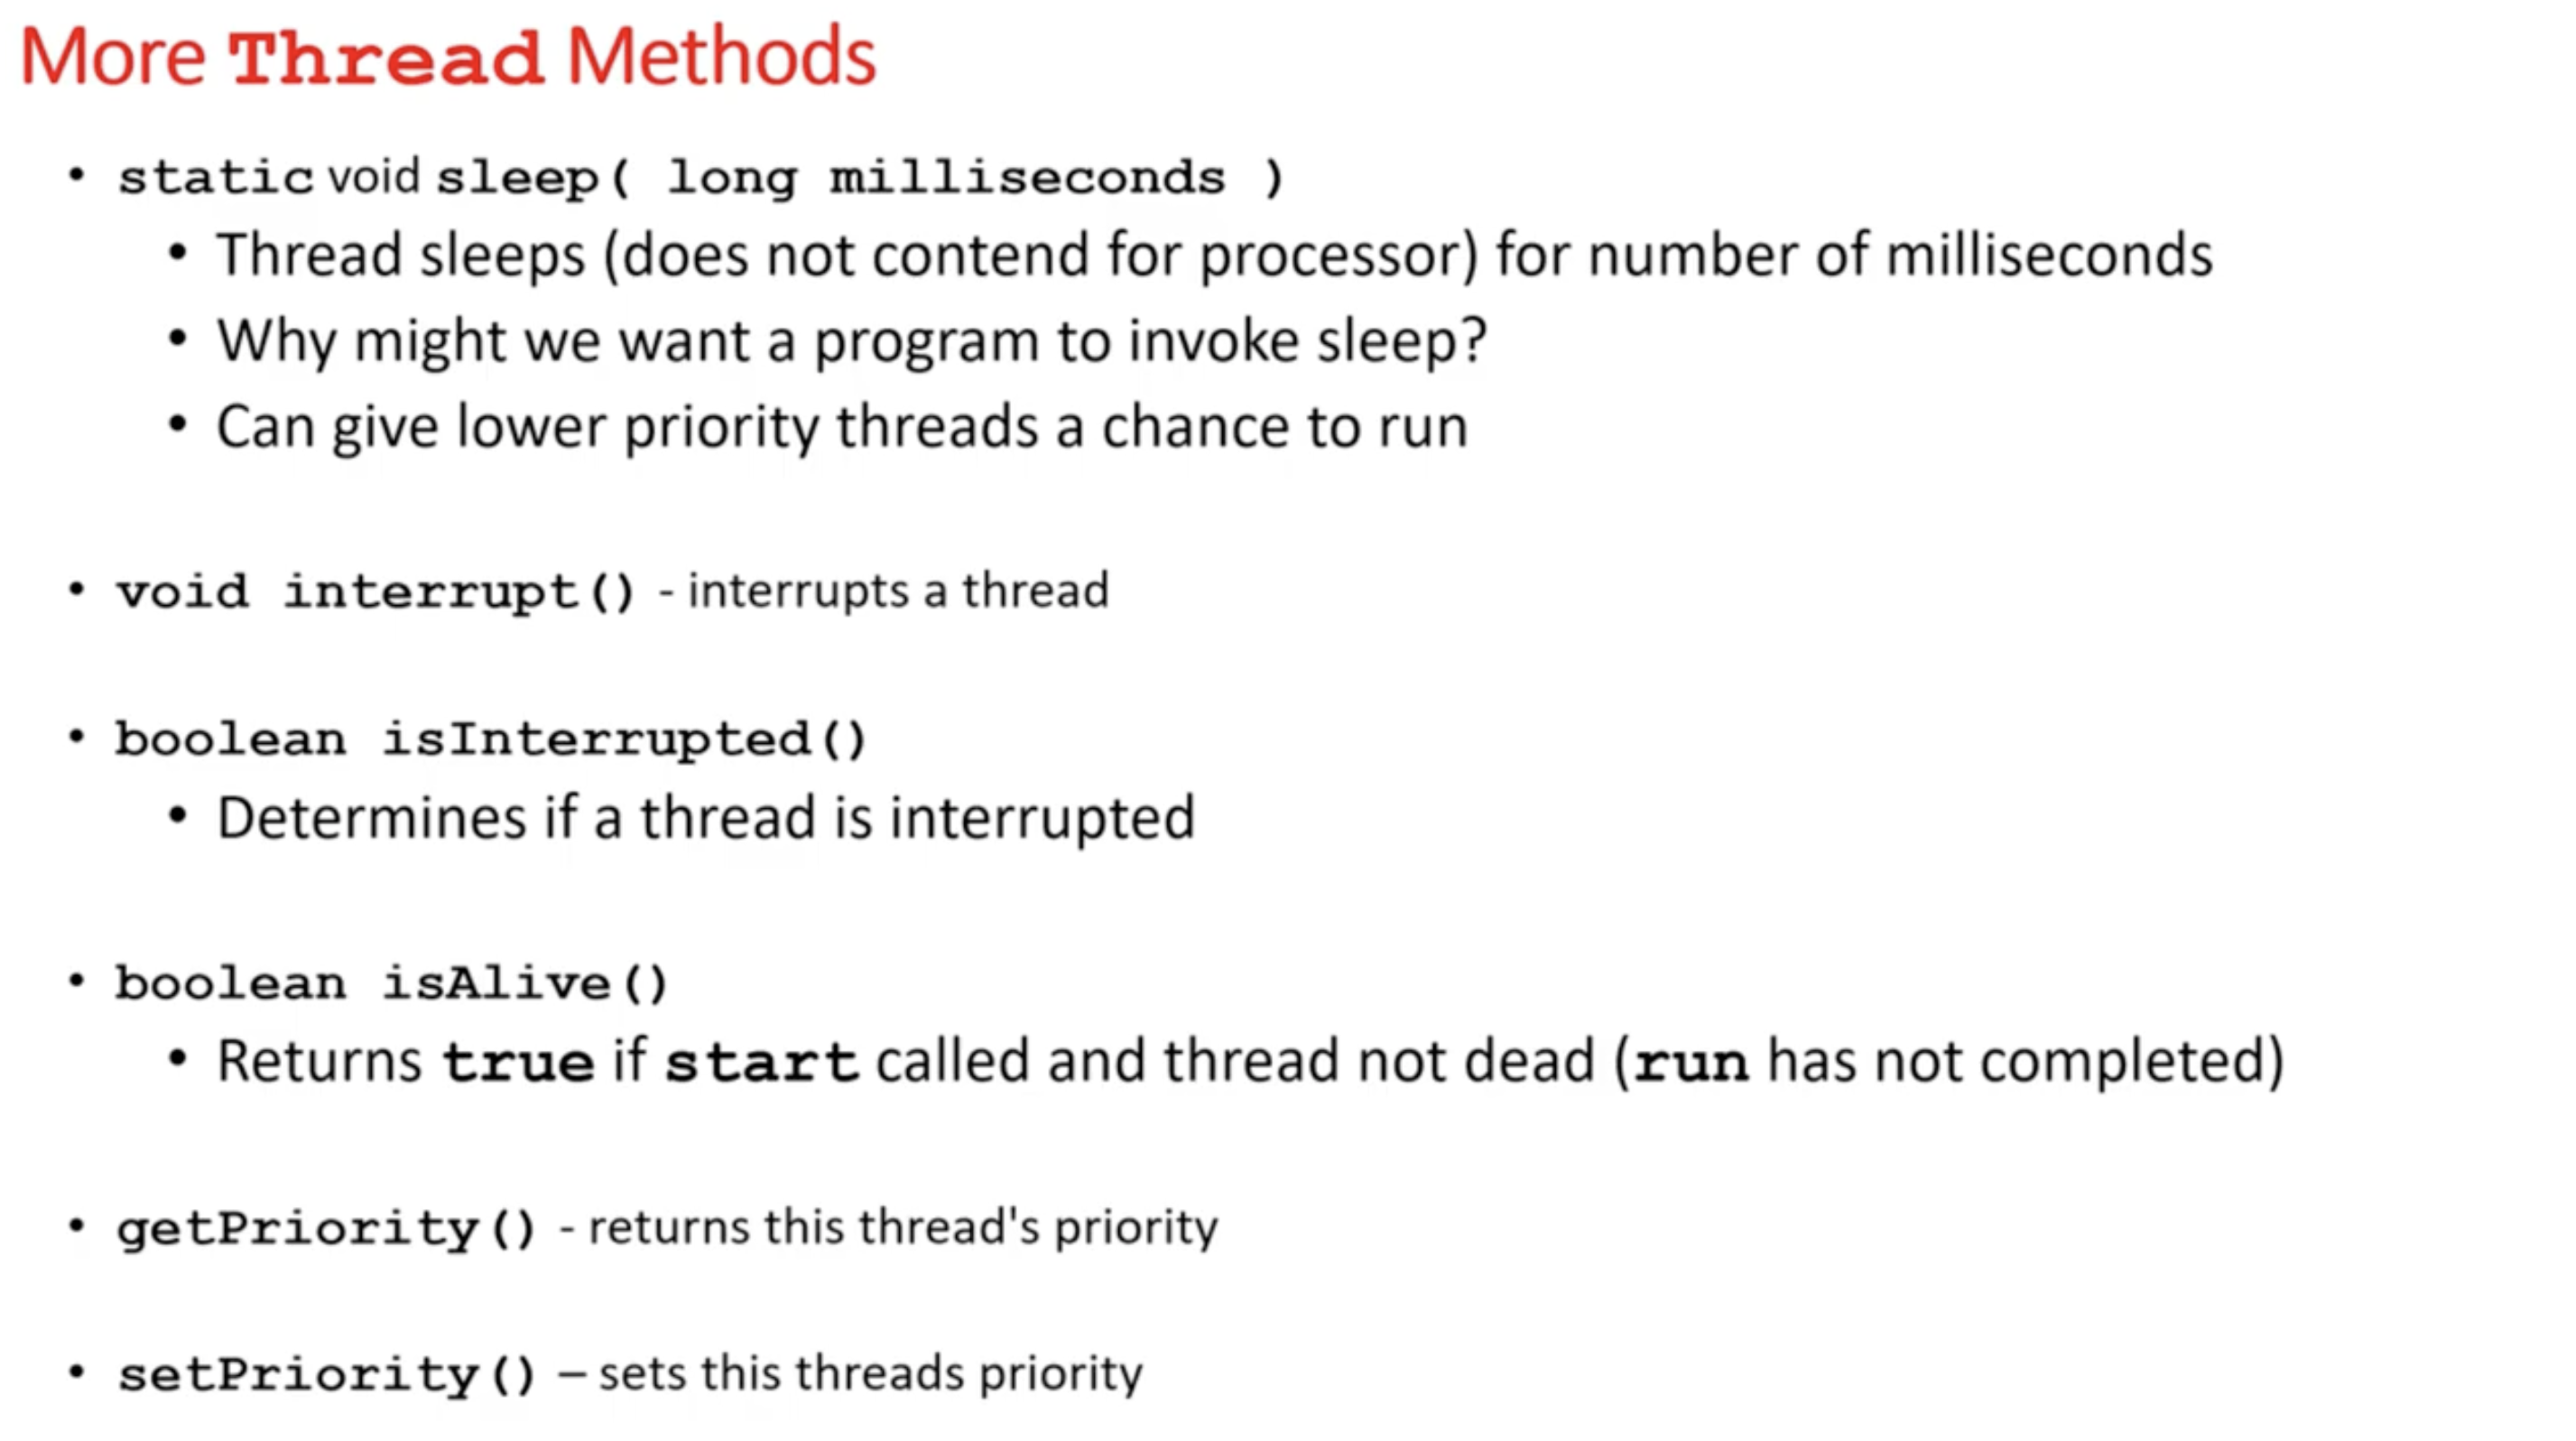 More Thread Methods
• static void sleep( long milliseconds )
• Thread sleeps (does not contend for processor) for number of milliseconds
• Why might we want a program to invoke sleep?
• Can give lower priority threads a chance to run
• void interrupt() - interrupts a thread
• boolean isInterrupted()
• Determines if a thread is interrupted
• boolean isAlive()
• Returns true if start called and thread not dead (run has not completed)
• getPriority() - returns this thread's priority
• setPriority() – sets this threads priority